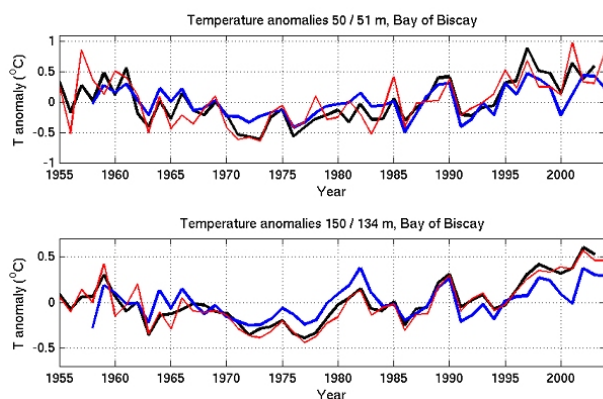 Temperature anomalies 50 / 51 m, Bay of Biscay
T anomaly (°C)
1
0.5
0
-0.5
-1
1955 1960 1965 1970 1975 1980 1985 1990 1995 2000
Year
Temperature anomalies 150 / 134 m, Bay of Biscay
T anomaly (°C)
0.5
0
-0.5
1955 1960 1965 1970 1975 1980 1985 1990 1995 2000
Year